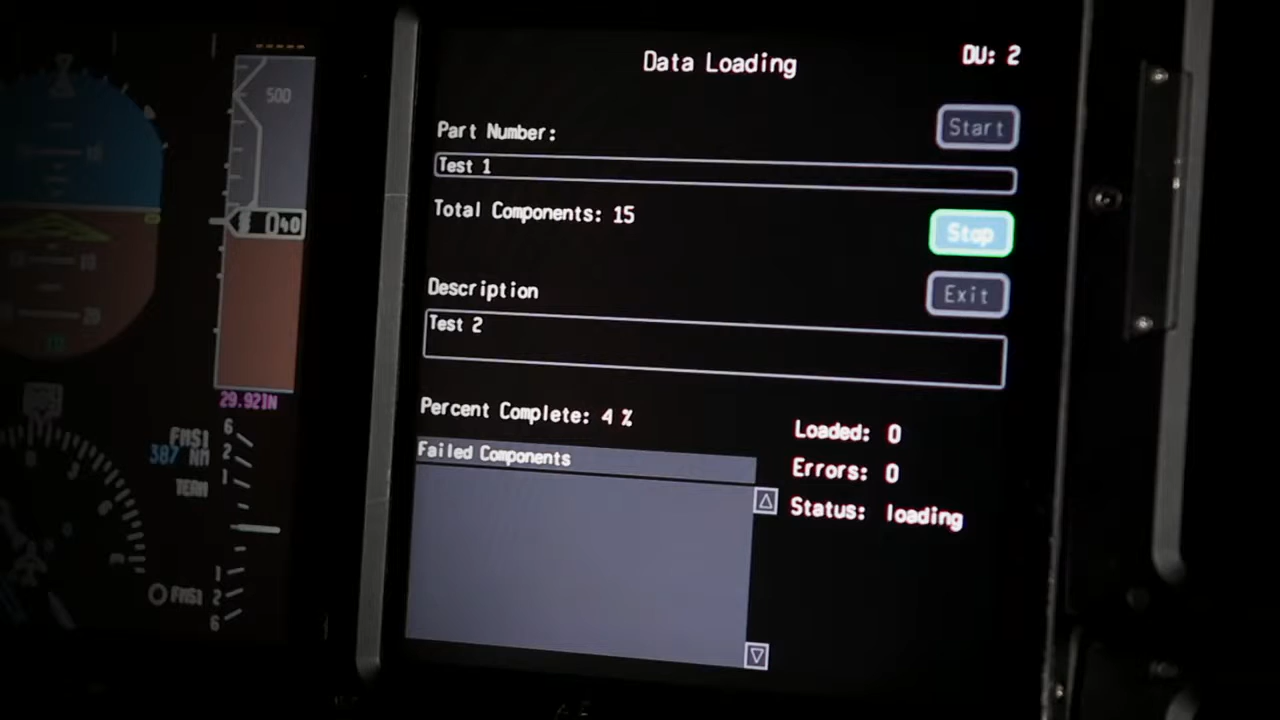 Data Loading
DU: 2
Part Number:
Start
Test 1
Total Components: 15
Stop
Description
Exit
Test 2
Percent Complete: 4 %
Loaded: 0
Failed Components
Errors: 0
Status: loading
500
040
29.92IN
FMS1
387 NM
TERM
6
2
1
1
2
6
FMS1